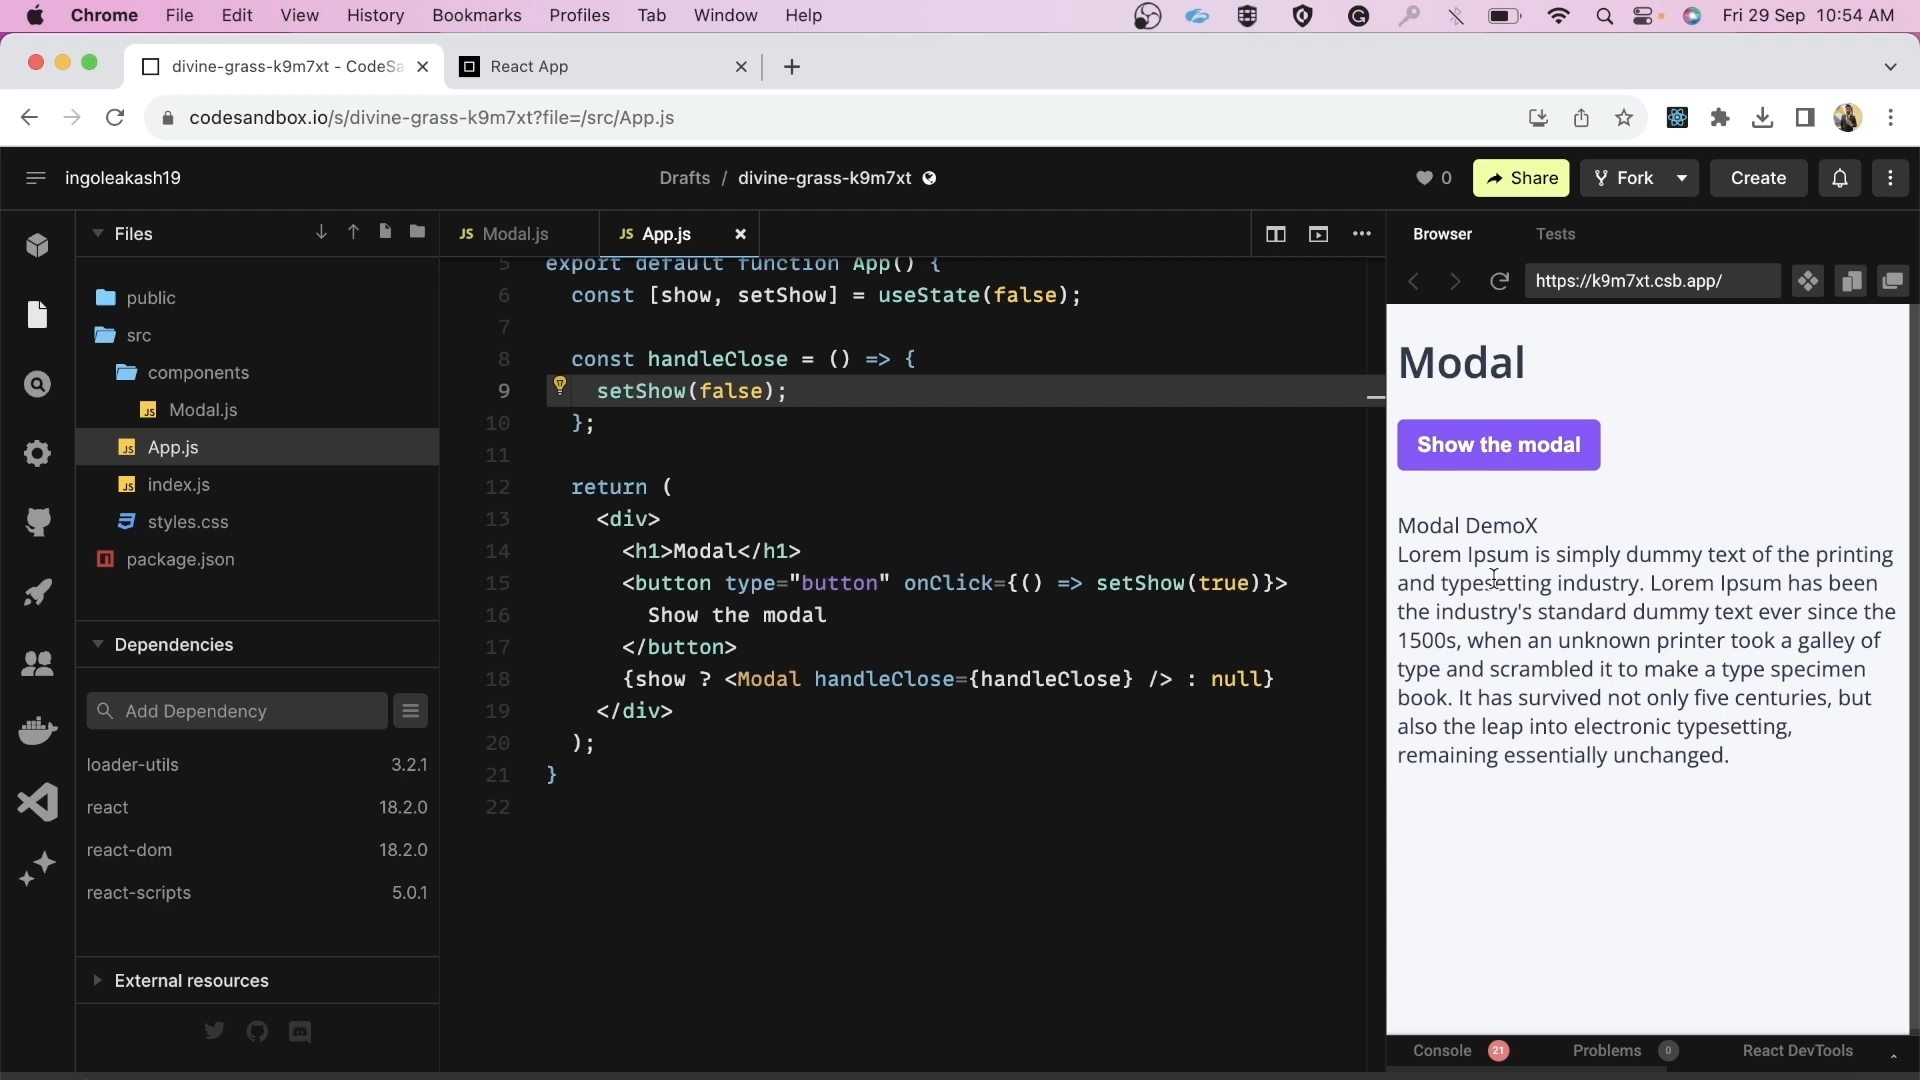 Chrome File Edit View History Bookmarks Profiles Tab Window Help Fri 29 Sep 10:54 AM
divine-grass-k9m7xt - CodeSa React App
codesandbox.io/s/divine-grass-k9m7xt?file=/src/App.js
ingoleakash19 Drafts / divine-grass-k9m7xt 0 Share Fork Create
Files
public
src
components
JS Modal.js
JS App.js
JS index.js
styles.css
package.json
Dependencies
Add Dependency
loader-utils 3.2.1
react 18.2.0
react-dom 18.2.0
react-scripts 5.0.1
External resources
JS Modal.js JS App.js
5 export default function App() {
6 const [show, setShow] = useState(false);
7
8 const handleClose = () => {
9 setShow(false);
10 };
11
12 return (
13 <div>
14 <h1>Modal</h1>
15 <button type="button" onClick={() => setShow(true)}>
16 Show the modal
17 </button>
18 {show ? <Modal handleClose={handleClose} /> : null}
19 </div>
20 );
21 }
22
Browser Tests
https://k9m7xt.csb.app/
Modal
Show the modal
Modal DemoX
Lorem Ipsum is simply dummy text of the printing
and typesetting industry. Lorem Ipsum has been
the industry's standard dummy text ever since the
1500s, when an unknown printer took a galley of
type and scrambled it to make a type specimen
book. It has survived not only five centuries, but
also the leap into electronic typesetting,
remaining essentially unchanged.
Console 21 Problems 0 React DevTools